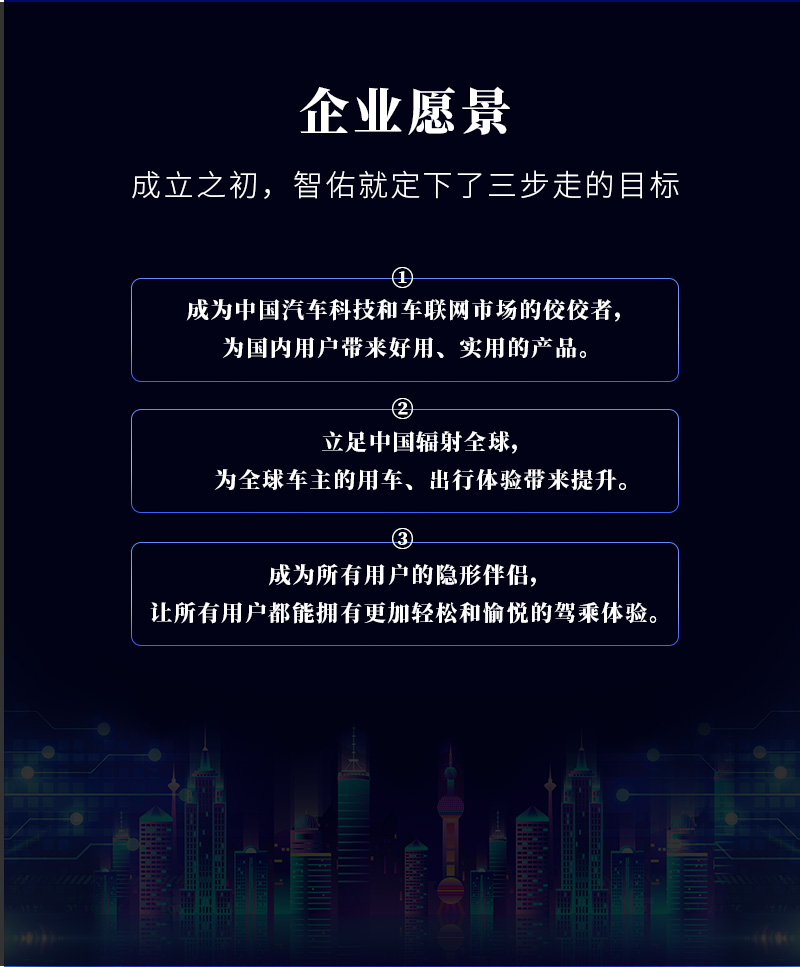 企业愿景
成立之初，智佑就定下了三步走的目标
①
成为中国汽车科技和车联网市场的佼佼者，
为国内用户带来好用、实用的产品。
②
立足中国辐射全球，
为全球车主的用车、出行体验带来提升。
③
成为所有用户的隐形伴侣，
让所有用户都能拥有更加轻松和愉悦的驾乘体验。